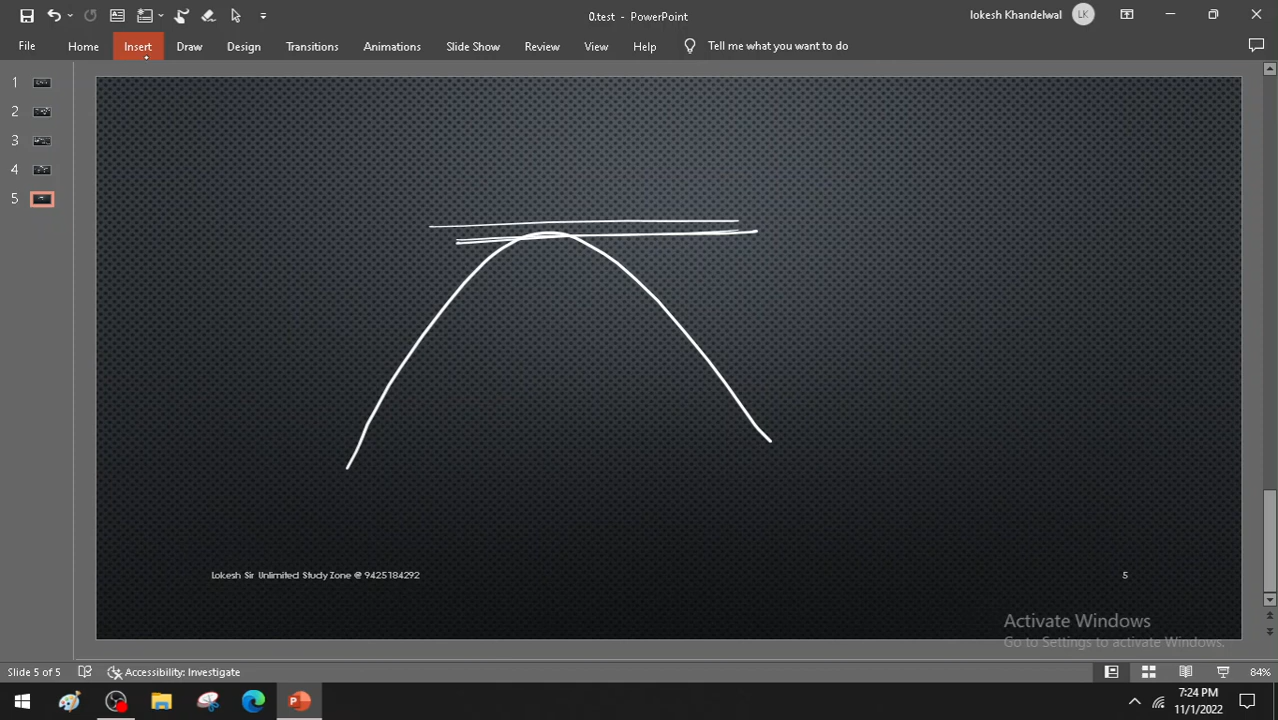 0.test - PowerPoint
lokesh Khandelwal
LK
File Home Insert Draw Design Transitions Animations Slide Show Review View Help Tell me what you want to do
1
2
3
4
5
Lokesh Sir Unlimited Study Zone @ 9425184292
5
Activate Windows
Go to Settings to activate Windows.
Slide 5 of 5 Accessibility: Investigate 84%
7:24 PM
11/1/2022